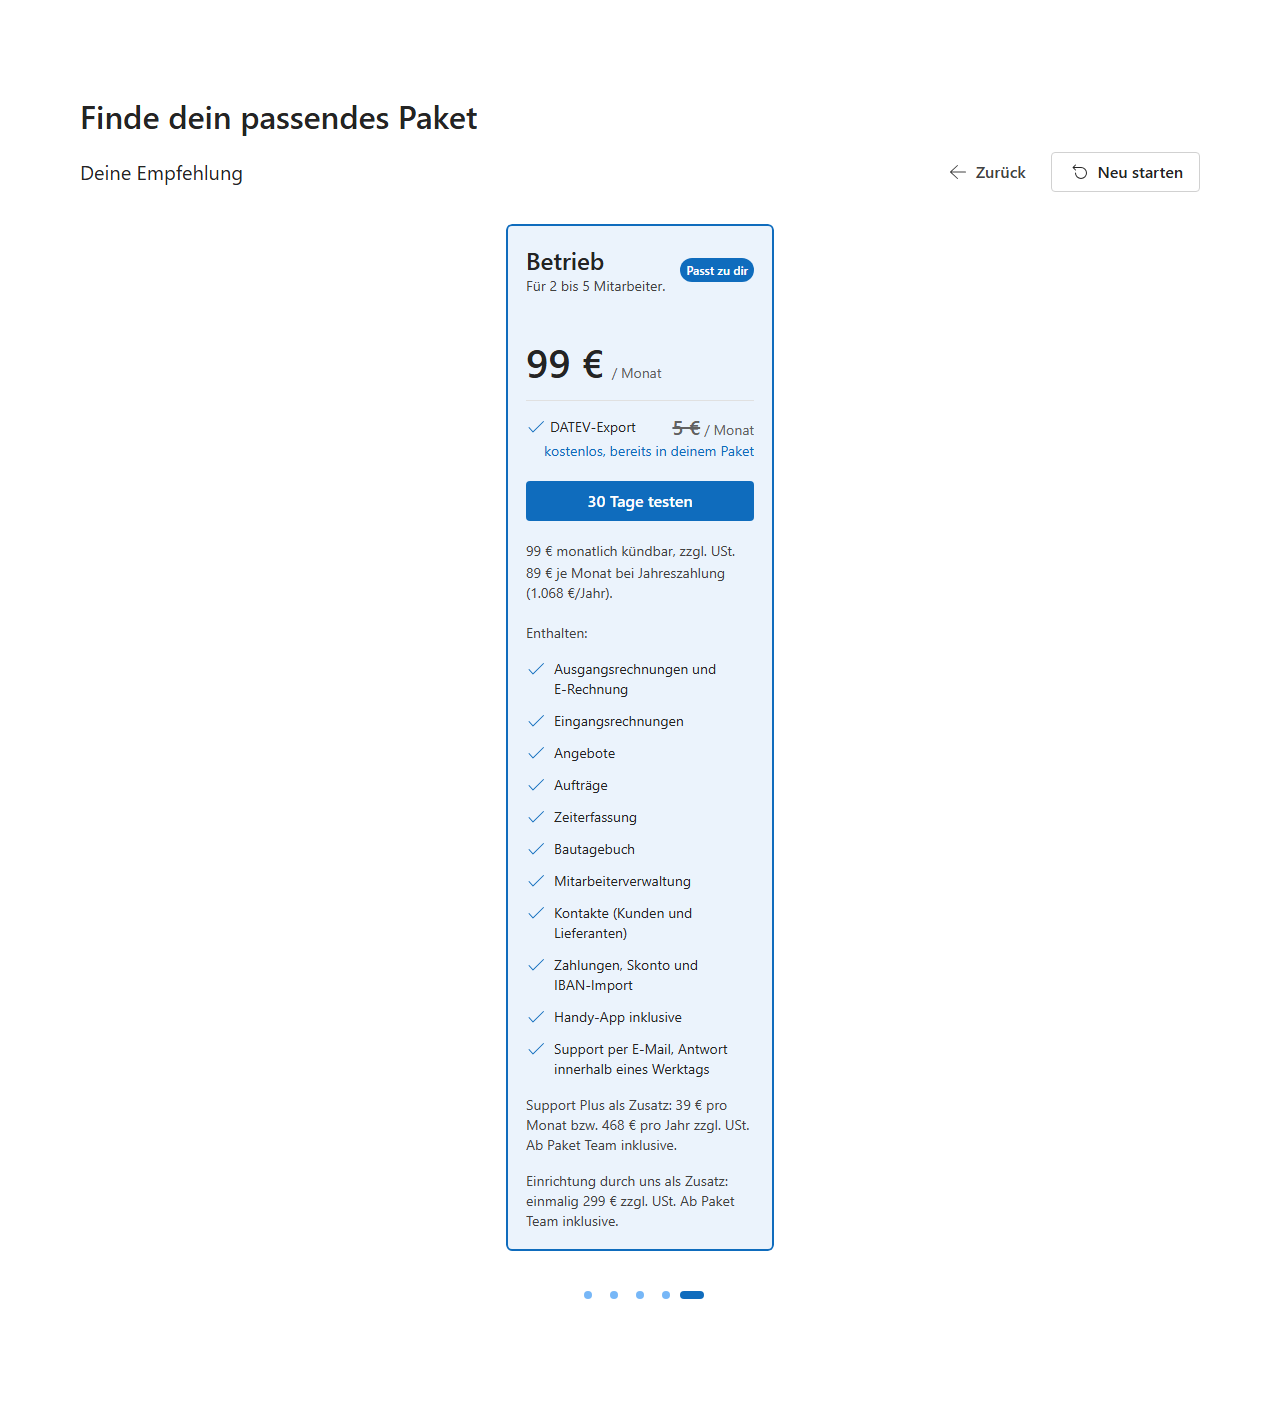 Finde dein passendes Paket
Deine Empfehlung
Zurück
Neu starten
Betrieb
Für 2 bis 5 Mitarbeiter.
Passt zu dir
99 € / Monat
DATEV-Export
5 € / Monat
kostenlos, bereits in deinem Paket
30 Tage testen
99 € monatlich kündbar, zzgl. USt.
89 € je Monat bei Jahreszahlung
(1.068 €/Jahr).
Enthalten:
Ausgangsrechnungen und
E-Rechnung
Eingangsrechnungen
Angebote
Aufträge
Zeiterfassung
Bautagebuch
Mitarbeiterverwaltung
Kontakte (Kunden und
Lieferanten)
Zahlungen, Skonto und
IBAN-Import
Handy-App inklusive
Support per E-Mail, Antwort
innerhalb eines Werktags
Support Plus als Zusatz: 39 € pro
Monat bzw. 468 € pro Jahr zzgl. USt.
Ab Paket Team inklusive.
Einrichtung durch uns als Zusatz:
einmalig 299 € zzgl. USt. Ab Paket
Team inklusive.